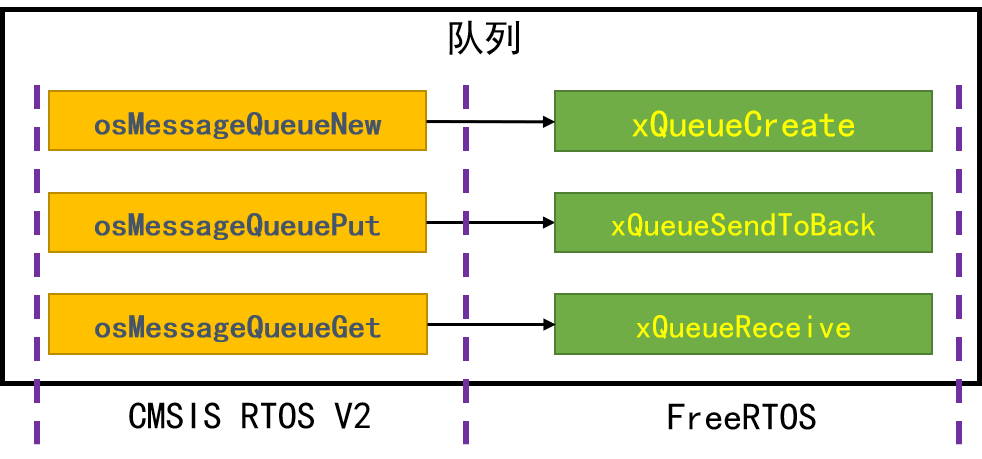 队列
osMessageQueueNew
xQueueCreate
osMessageQueuePut
xQueueSendToBack
osMessageQueueGet
xQueueReceive
CMSIS RTOS V2
FreeRTOS